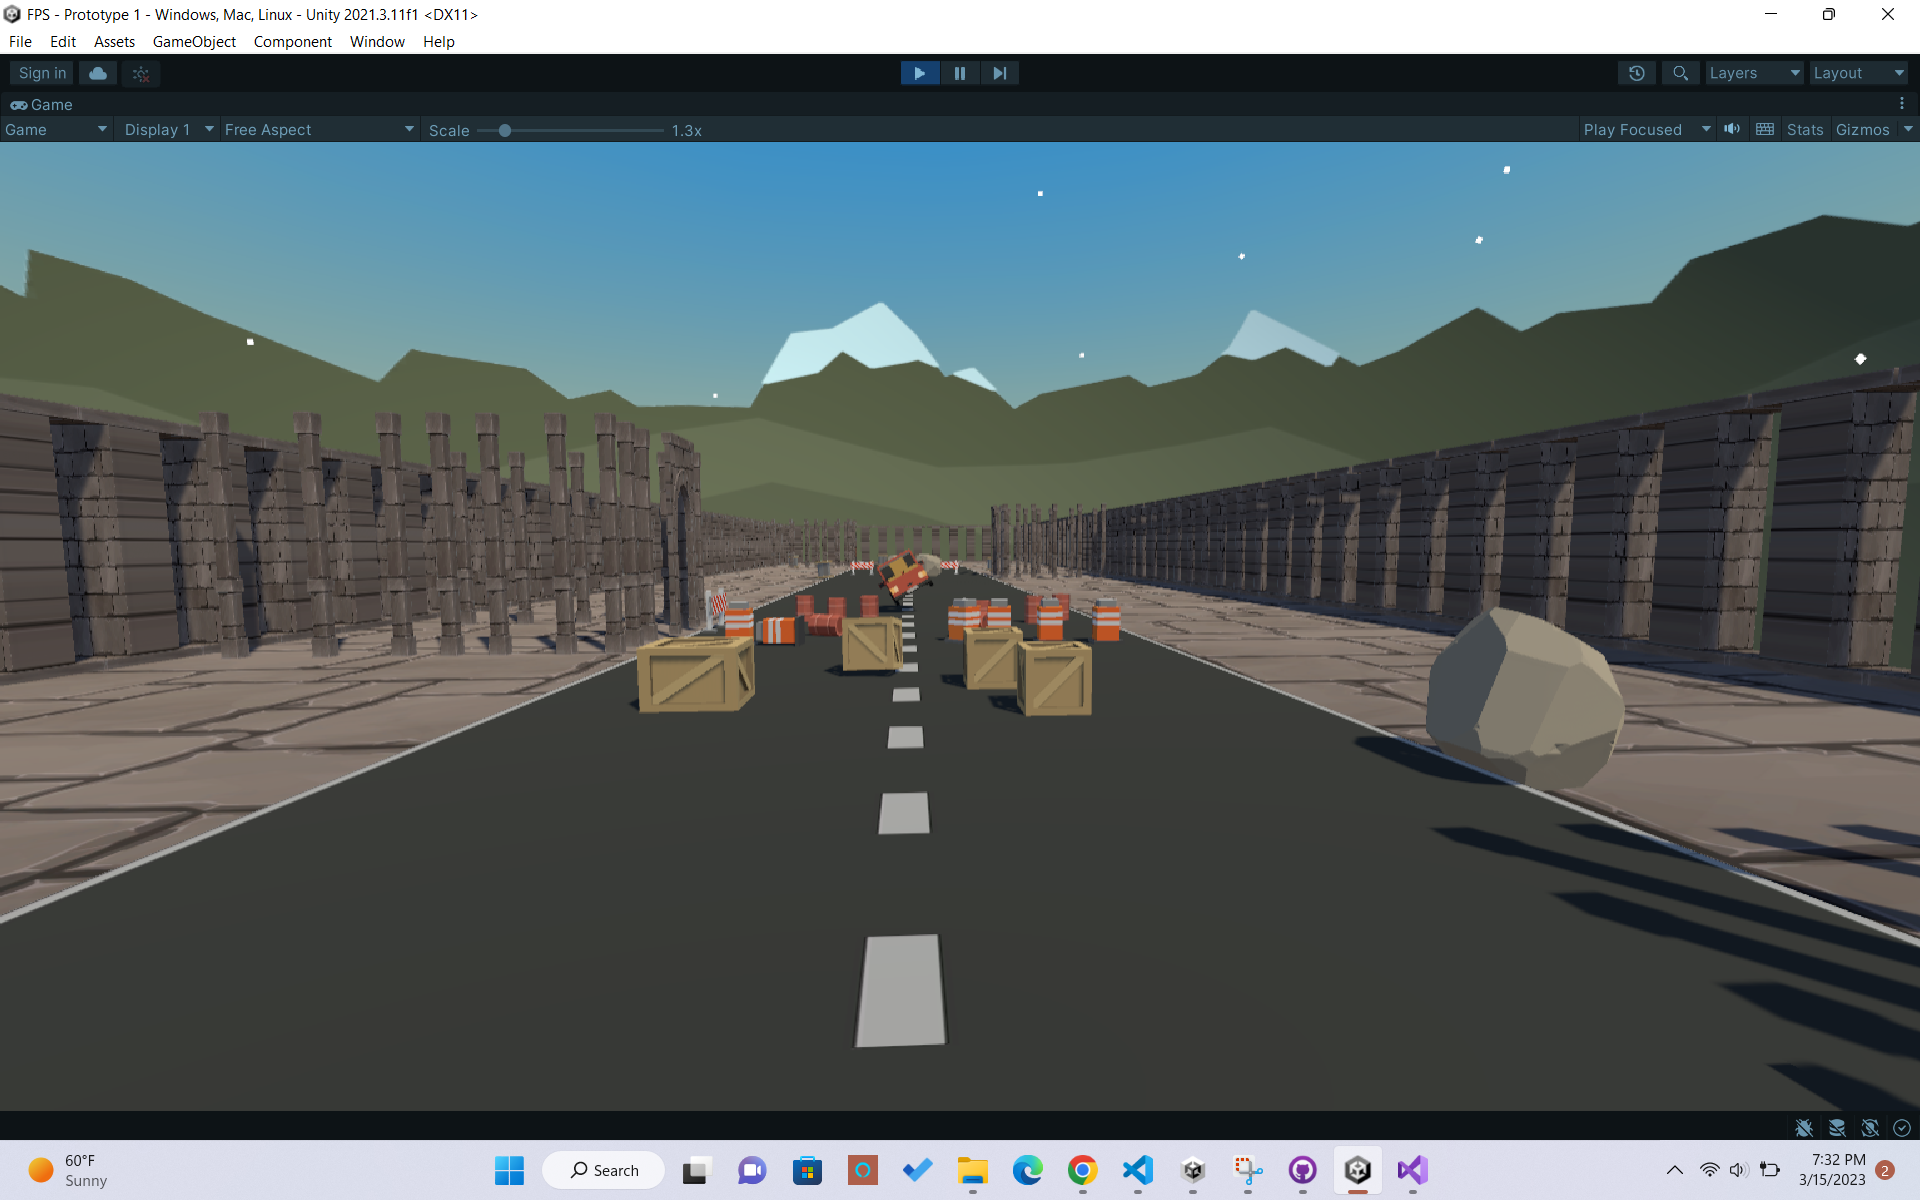 FPS - Prototype 1 - Windows, Mac, Linux - Unity 2021.3.11f1 <DX11>
File Edit Assets GameObject Component Window Help
Sign in Layers Layout
Game
Game Display 1 Free Aspect Scale 1.3x Play Focused Stats Gizmos
60°F
Sunny
Search
7:32 PM
3/15/2023
2